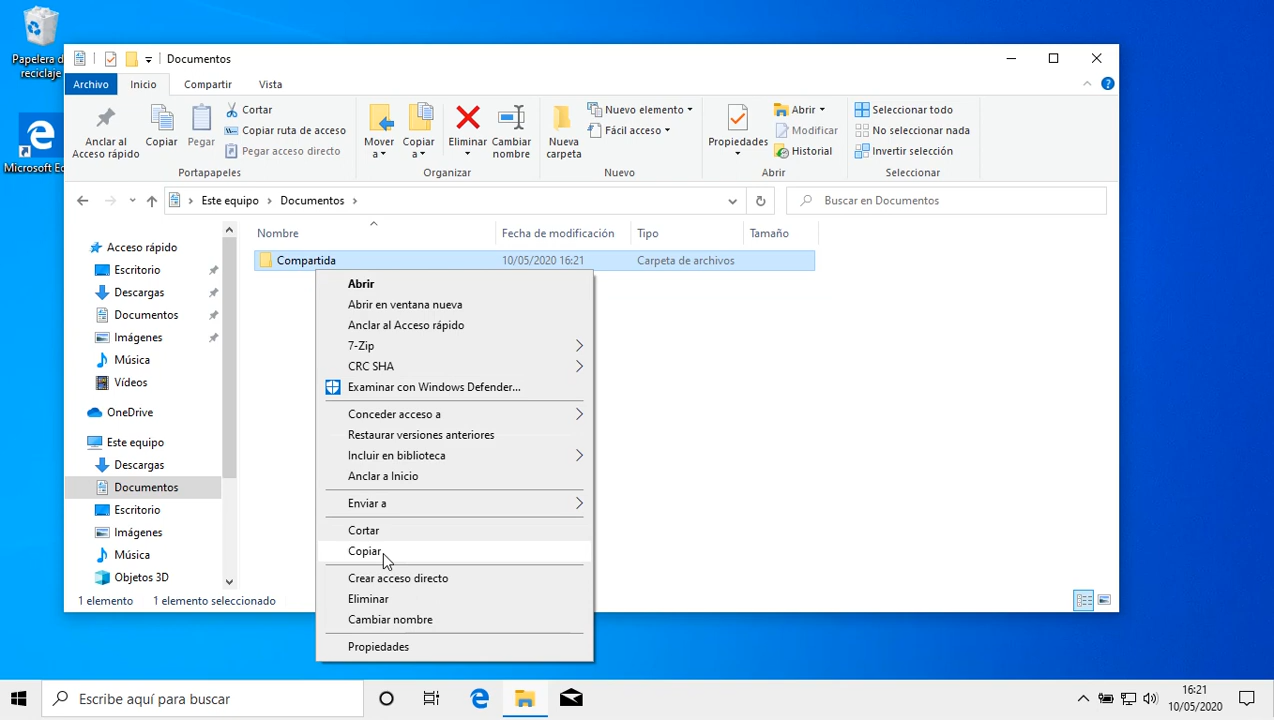 Papelera de
reciclaje
Microsoft Ed
Documentos
Archivo
Inicio
Compartir
Vista
Anclar al
Acceso rápido
Copiar
Pegar
Cortar
Copiar ruta de acceso
Pegar acceso directo
Portapapeles
Mover
a
Copiar
a
Eliminar
Cambiar
nombre
Organizar
Nueva
carpeta
Nuevo elemento
Fácil acceso
Nuevo
Propiedades
Abrir
Modificar
Historial
Abrir
Seleccionar todo
No seleccionar nada
Invertir selección
Seleccionar
Este equipo > Documentos >
Buscar en Documentos
Acceso rápido
Escritorio
Descargas
Documentos
Imágenes
Música
Vídeos
OneDrive
Este equipo
Descargas
Documentos
Escritorio
Imágenes
Música
Objetos 3D
Nombre
Fecha de modificación
Tipo
Tamaño
Compartida
10/05/2020 16:21
Carpeta de archivos
Abrir
Abrir en ventana nueva
Anclar al Acceso rápido
7-Zip
CRC SHA
Examinar con Windows Defender...
Conceder acceso a
Restaurar versiones anteriores
Incluir en biblioteca
Anclar a Inicio
Enviar a
Cortar
Copiar
Crear acceso directo
Eliminar
Cambiar nombre
Propiedades
1 elemento
1 elemento seleccionado
Escribe aquí para buscar
16:21
10/05/2020